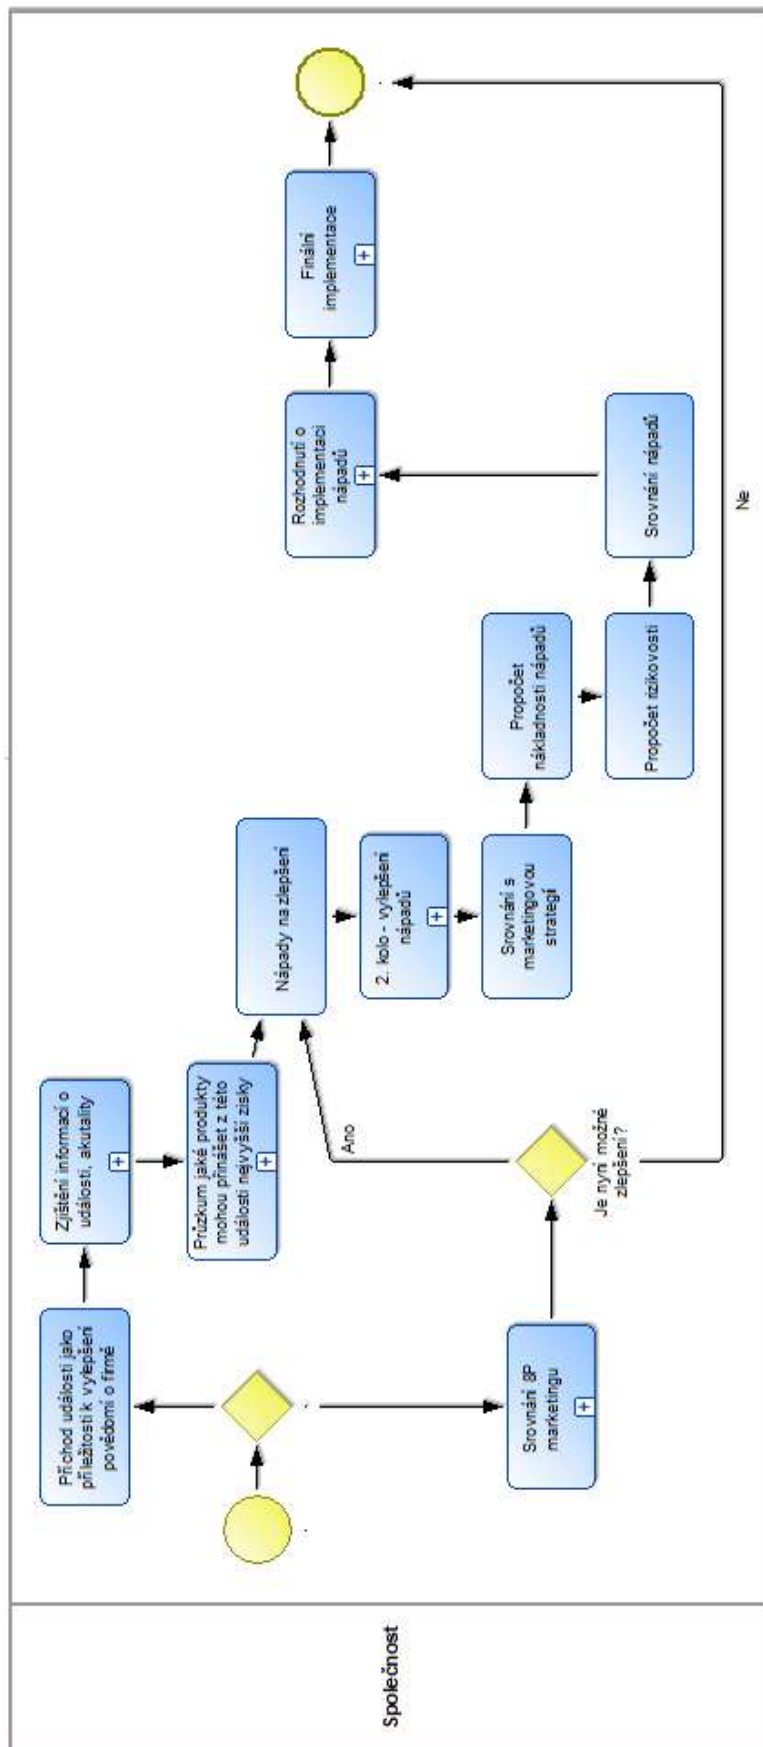 Společnost
Příchod událostí jako
příležitosti k vylepšení
povědomí o firmě
Zjištění informací o
události, akutality
Průzkum jaké produkty
mohou přinášet z této
události nejvyšší zisky
Srovnání 8P
marketingu
Je nyní možné
zlepšení?
Ano
Ne
Nápady na zlepšení
2. kolo - vylepšení
nápadů
Srovnání s
marketingovou
strategí
Propočet
nákladnosti nápadů
Propočet rizikovosti
Srovnání nápadů
Rozhodnutí o
implementaci
nápadů
Finální
implementace